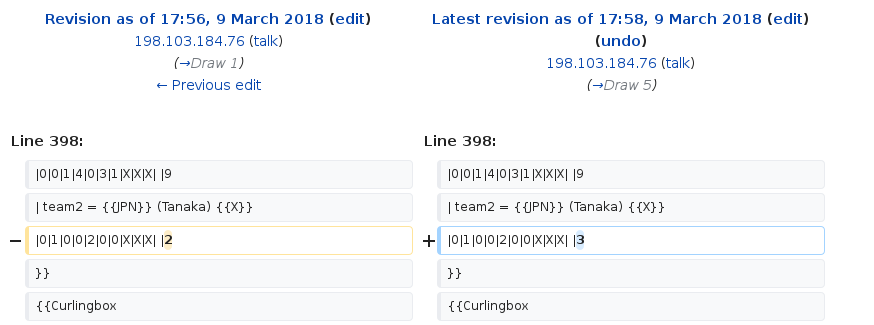 Revision as of 17:56, 9 March 2018 (edit)
198.103.184.76 (talk)
(→Draw 1)
← Previous edit
Latest revision as of 17:58, 9 March 2018 (edit)
(undo)
198.103.184.76 (talk)
(→Draw 5)
Line 398:
Line 398:
|0|0|1|4|0|3|1|X|X|X| |9
|0|0|1|4|0|3|1|X|X|X| |9
| team2 = {{JPN}} (Tanaka) {{X}}
| team2 = {{JPN}} (Tanaka) {{X}}
− |0|1|0|0|2|0|0|X|X|X| |2
+ |0|1|0|0|2|0|0|X|X|X| |3
}}
}}
{{Curlingbox
{{Curlingbox